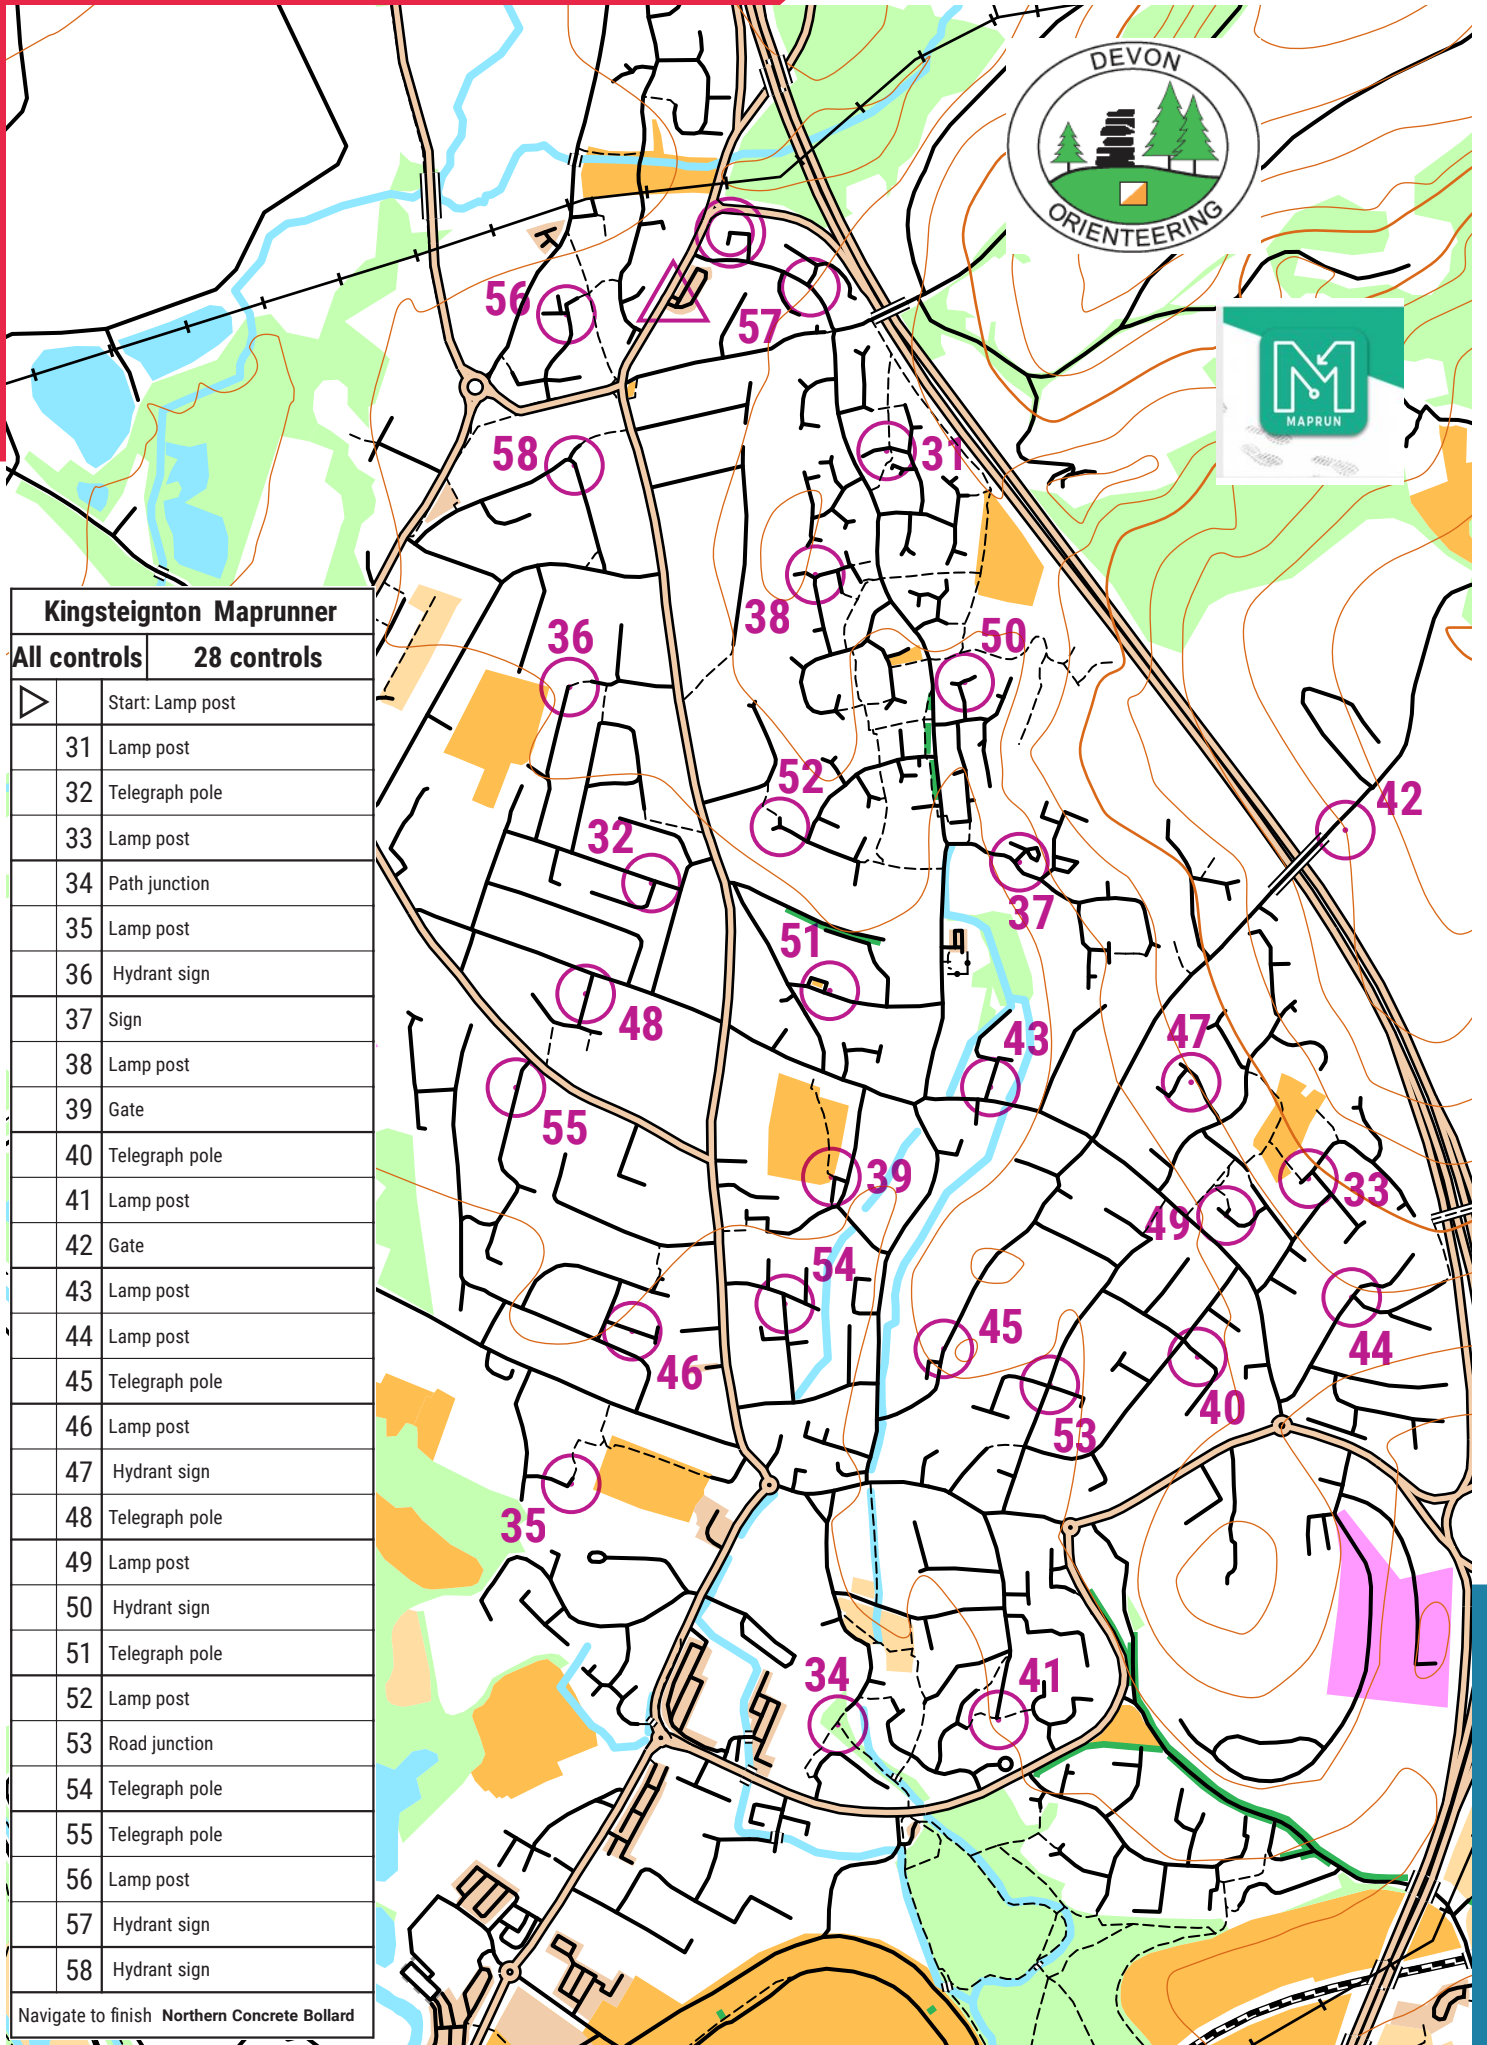 DEVON
ORIENTEERING
MAPRUN
56
57
58
31
38
36
50
52
42
32
37
51
48
43
47
55
39
33
49
54
45
44
46
40
53
35
34
41
Kingsteignton Maprunner
All controls 28 controls
Start: Lamp post
31 Lamp post
32 Telegraph pole
33 Lamp post
34 Path junction
35 Lamp post
36 Hydrant sign
37 Sign
38 Lamp post
39 Gate
40 Telegraph pole
41 Lamp post
42 Gate
43 Lamp post
44 Lamp post
45 Telegraph pole
46 Lamp post
47 Hydrant sign
48 Telegraph pole
49 Lamp post
50 Hydrant sign
51 Telegraph pole
52 Lamp post
53 Road junction
54 Telegraph pole
55 Telegraph pole
56 Lamp post
57 Hydrant sign
58 Hydrant sign
Navigate to finish Northern Concrete Bollard